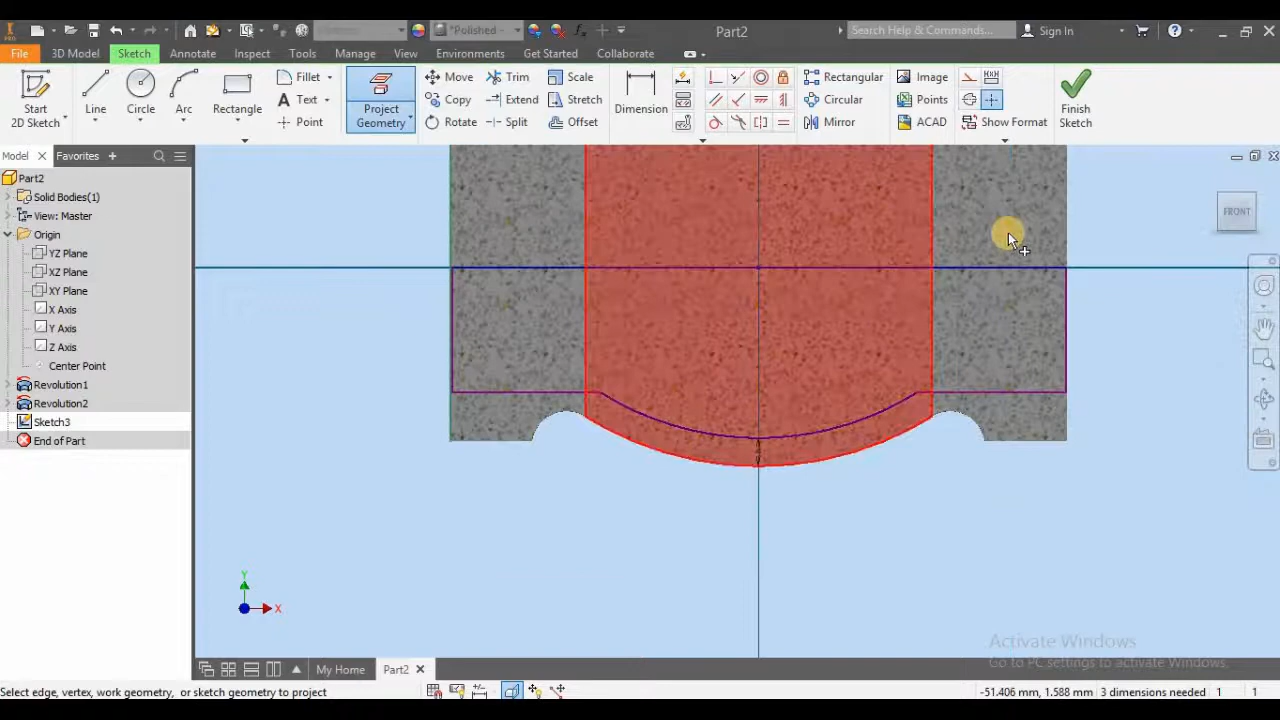 *Polished
Part2
Search Help & Commands...
Sign In
File
3D Model
Sketch
Annotate
Inspect
Tools
Manage
View
Environments
Get Started
Collaborate
Start
2D Sketch
Line
Circle
Arc
Rectangle
Fillet
Text
Point
Project
Geometry
Move
Copy
Rotate
Trim
Extend
Split
Scale
Stretch
Offset
Dimension
Rectangular
Circular
Mirror
Image
Points
ACAD
Show Format
Finish
Sketch
Model
Favorites
Part2
Solid Bodies(1)
View: Master
Origin
YZ Plane
XZ Plane
XY Plane
X Axis
Y Axis
Z Axis
Center Point
Revolution1
Revolution2
Sketch3
End of Part
FRONT
Y
X
Activate Windows
Go to PC settings to activate Windows.
My Home
Part2
Select edge, vertex, work geometry, or sketch geometry to project
-51.406 mm, 1.588 mm
3 dimensions needed
1
1